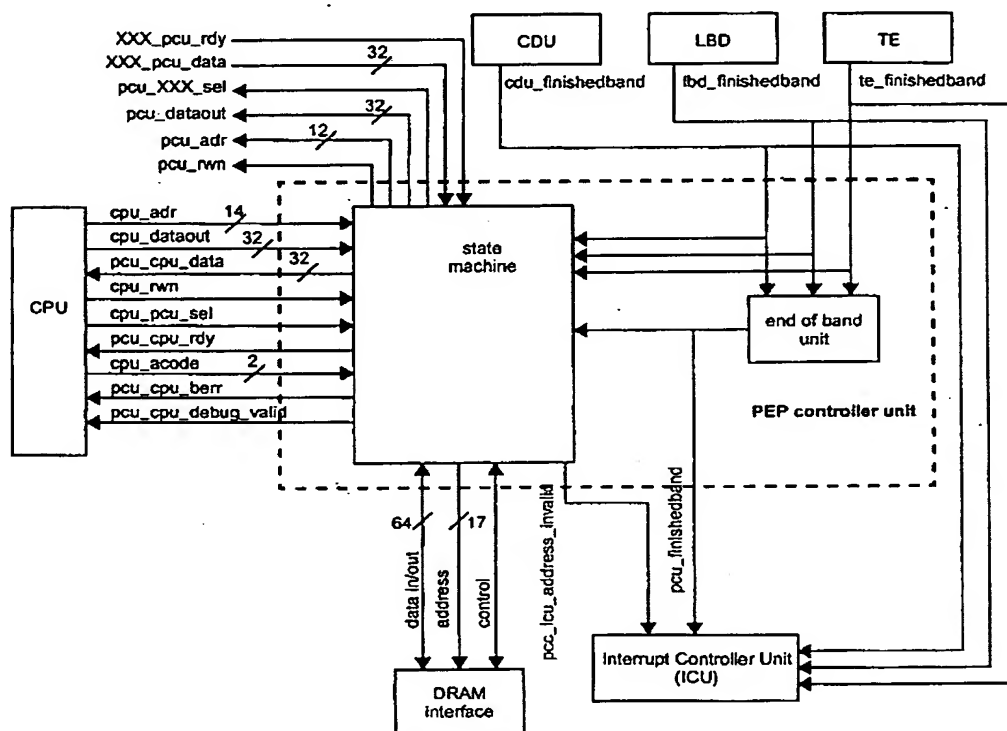 XXX_pcu_rdy
XXX_pcu_data
32
pcu_XXX_sel
pcu_dataout
32
pcu_adr
12
pcu_rwn
CDU
LBD
TE
cdu_finishedband
lbd_finishedband
te_finishedband
CPU
cpu_adr
14
cpu_dataout
32
pcu_cpu_data
32
cpu_rwn
cpu_pcu_sel
pcu_cpu_rdy
cpu_acode
2
pcu_cpu_berr
pcu_cpu_debug_valid
state
machine
end of band
unit
PEP controller unit
64
17
data in/out
address
control
pcc_icu_address_invalid
pcu_finishedband
DRAM
interface
Interrupt Controller Unit
(ICU)